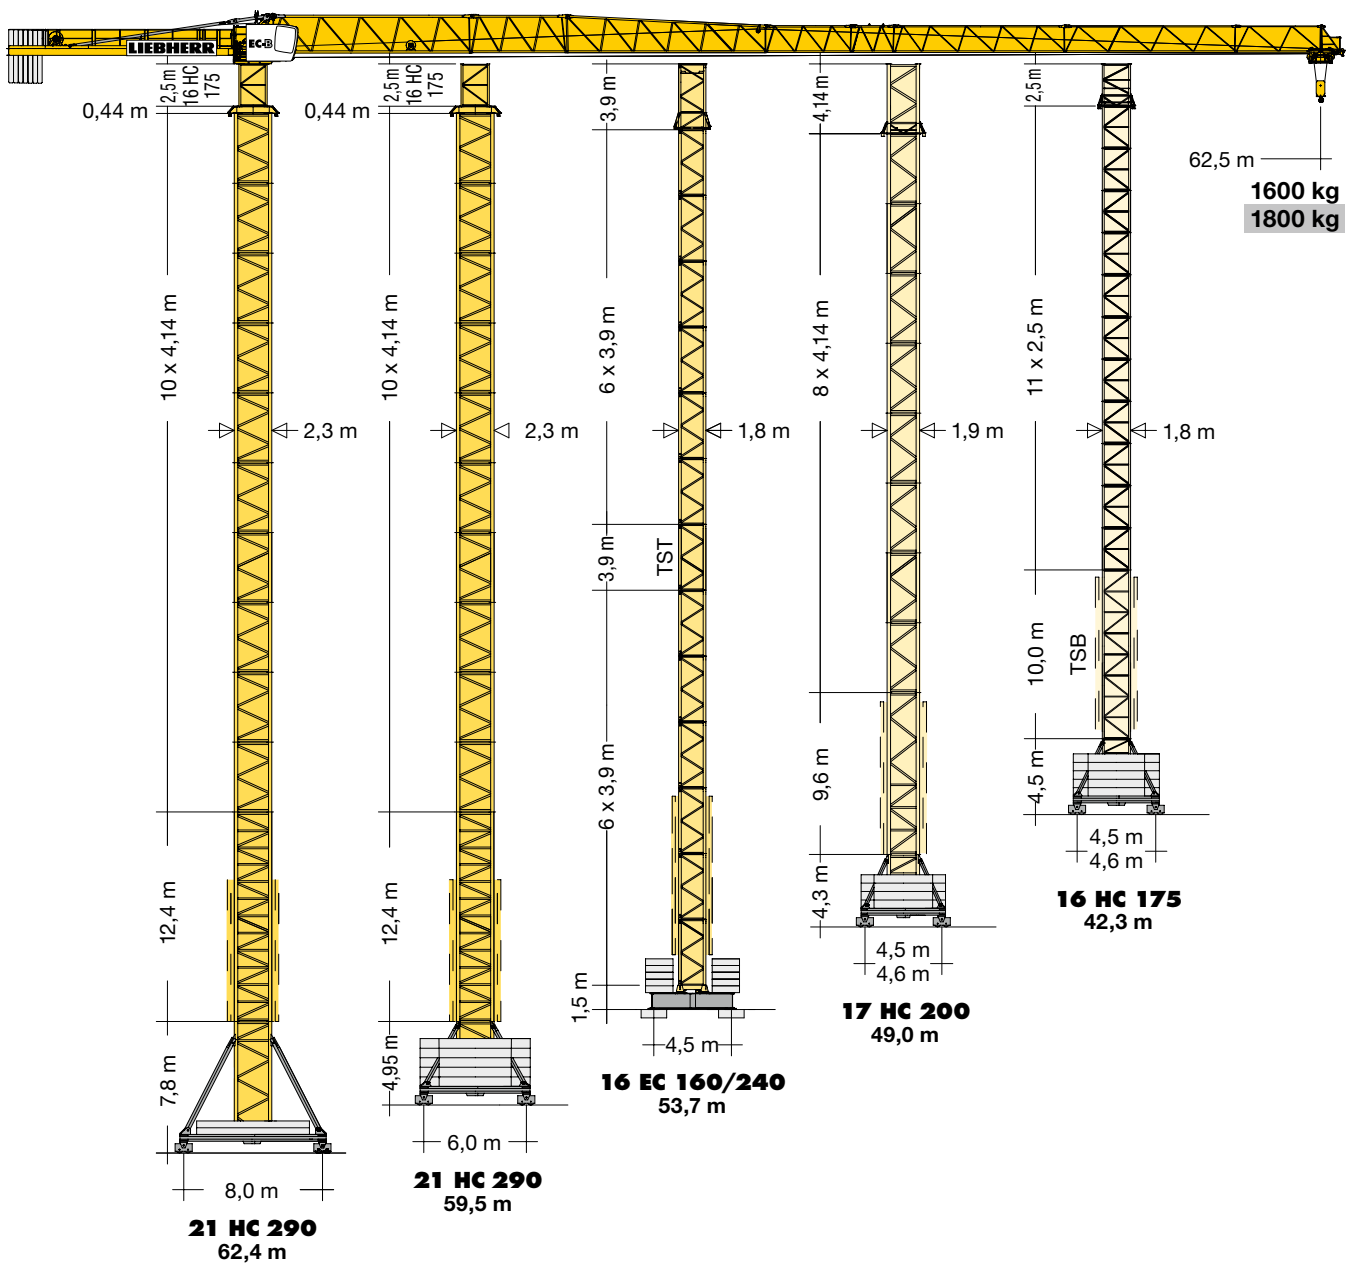 LIEBHERR
EC-B
2,5m
16 HC
175
0,44 m
10 x 4,14 m
2,3 m
12,4 m
7,8 m
8,0 m
21 HC 290
62,4 m
2,5m
16 HC
175
0,44 m
10 x 4,14 m
2,3 m
12,4 m
4,95 m
6,0 m
21 HC 290
59,5 m
3,9 m
6 x 3,9 m
1,8 m
3,9 m
TST
6 x 3,9 m
1,5 m
4,5 m
16 EC 160/240
53,7 m
4,14 m
8 x 4,14 m
1,9 m
9,6 m
4,3 m
4,5 m
4,6 m
17 HC 200
49,0 m
2,5m
11 x 2,5 m
1,8 m
10,0 m
TSB
4,5 m
4,5 m
4,6 m
16 HC 175
42,3 m
62,5 m
1600 kg
1800 kg